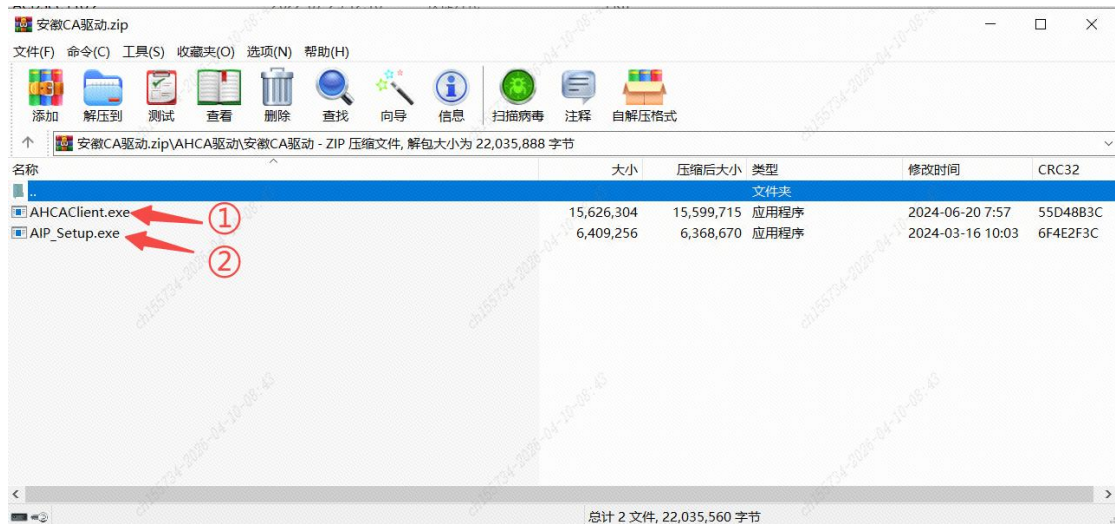 安徽CA驱动.zip
文件(F) 命令(C) 工具(S) 收藏夹(O) 选项(N) 帮助(H)
添加 解压到 测试 查看 删除 查找 向导 信息 扫描病毒 注释 自解压格式
安徽CA驱动.zip\AHCA驱动\安徽CA驱动 - ZIP 压缩文件, 解包大小为 22,035,888 字节
名称 大小 压缩后大小 类型 修改时间 CRC32
.. 文件夹
AHCAClient.exe ① 15,626,304 15,599,715 应用程序 2024-06-20 7:57 55D48B3C
AIP_Setup.exe 6,409,256 6,368,670 应用程序 2024-03-16 10:03 6F4E2F3C
②
ch155734-2026-04-10-08:43
总计 2 文件, 22,035,560 字节